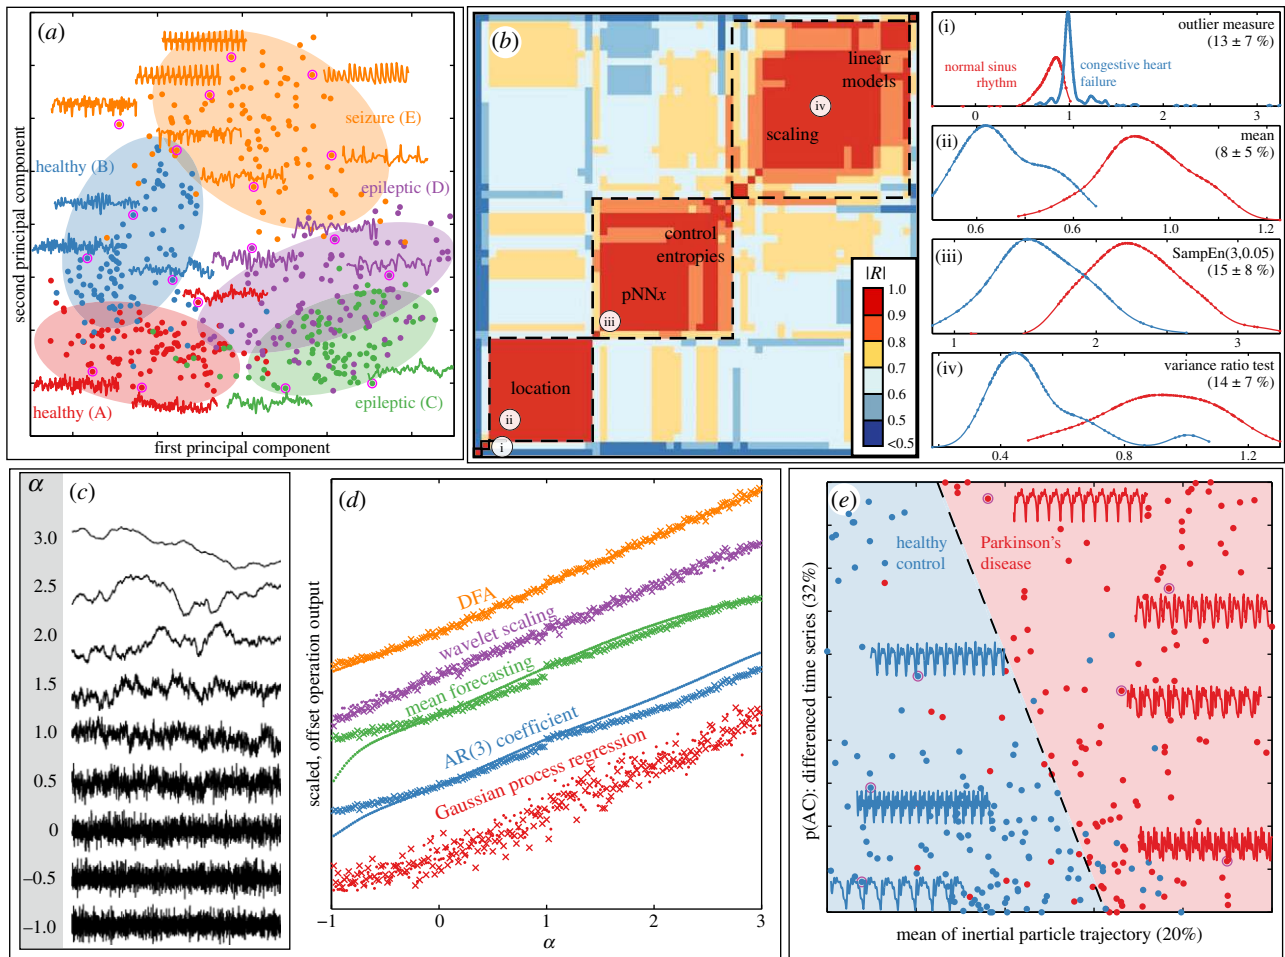 (a)
seizure (E)
healthy (B)
epileptic (D)
healthy (A)
epileptic (C)
second principal component
first principal component
(b)
linear
models
iv
scaling
control
entropies
pNNx
iii
location
ii
i
|R|
1.0
0.9
0.8
0.7
0.6
0.5
<0.5
(i)
outlier measure
(13 ± 7 %)
normal sinus
rhythm
congestive heart
failure
0 1 2 3
(ii)
mean
(8 ± 5 %)
0.6 0.6 1.0 1.2
(iii)
SampEn(3,0.05)
(15 ± 8 %)
1 2 3
(iv)
variance ratio test
(14 ± 7 %)
0.4 0.8 1.2
α
(c)
3.0
2.5
2.0
1.5
1.0
0.5
0
–0.5
–1.0
(d)
DFA
wavelet scaling
mean forecasting
AR(3) coefficient
Gaussian process regression
scaled, offset operation output
–1 0 1 2 3
α
(e)
healthy
control
Parkinson's
disease
p(AC): differenced time series (32%)
mean of inertial particle trajectory (20%)